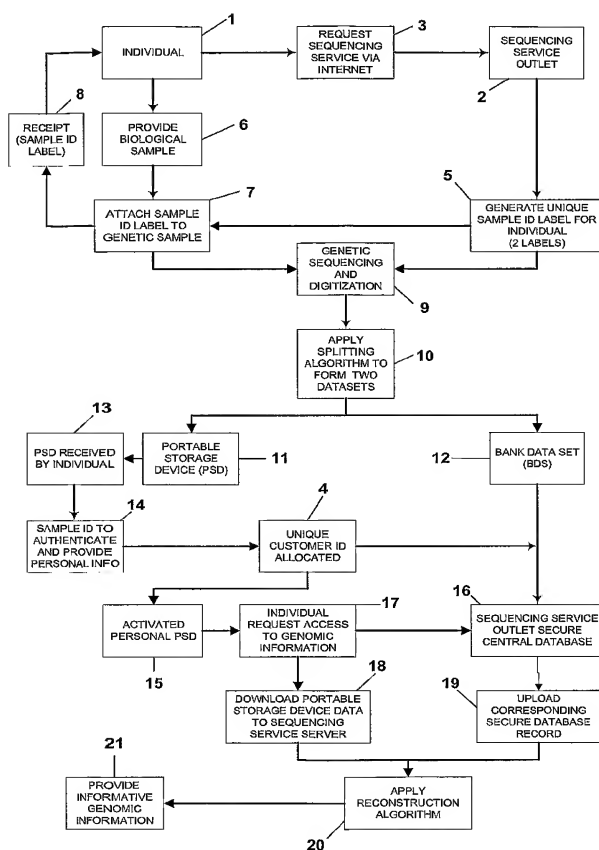 1
3
INDIVIDUAL
REQUEST
SEQUENCING
SERVICE VIA
INTERNET
SEQUENCING
SERVICE
OUTLET
2
8
RECEIPT
(SAMPLE ID
LABEL)
6
PROVIDE
BIOLOGICAL
SAMPLE
7
ATTACH SAMPLE
ID LABEL TO
GENETIC SAMPLE
5
GENERATE UNIQUE
SAMPLE ID LABEL FOR
INDIVIDUAL
(2 LABELS)
GENETIC
SEQUENCING
AND
DIGITIZATION
9
APPLY
SPLITTING
ALGORITHM TO
FORM TWO
DATASETS
10
13
PSD RECEIVED
BY INDIVIDUAL
PORTABLE
STORAGE
DEVICE (PSD)
11
12
BANK DATA SET
(BDS)
14
SAMPLE ID TO
AUTHENTICATE
AND PROVIDE
PERSONAL INFO
4
UNIQUE
CUSTOMER ID
ALLOCATED
ACTIVATED
PERSONAL PSD
15
17
INDIVIDUAL
REQUEST ACCESS
TO GENOMIC
INFORMATION
16
SEQUENCING SERVICE
OUTLET SECURE
CENTRAL DATABASE
18
DOWNLOAD PORTABLE
STORAGE DEVICE DATA
TO SEQUENCING
SERVICE SERVER
19
UPLOAD
CORRESPONDING
SECURE DATABASE
RECORD
21
PROVIDE
INFORMATIVE
GENOMIC
INFORMATION
APPLY
RECONSTRUCTION
ALGORITHM
20